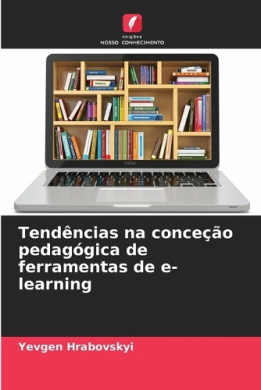 edições
NOSSO CONHECIMENTO
Tendências na conceção
pedagógica de
ferramentas de e-
learning
Yevgen Hrabovskyi